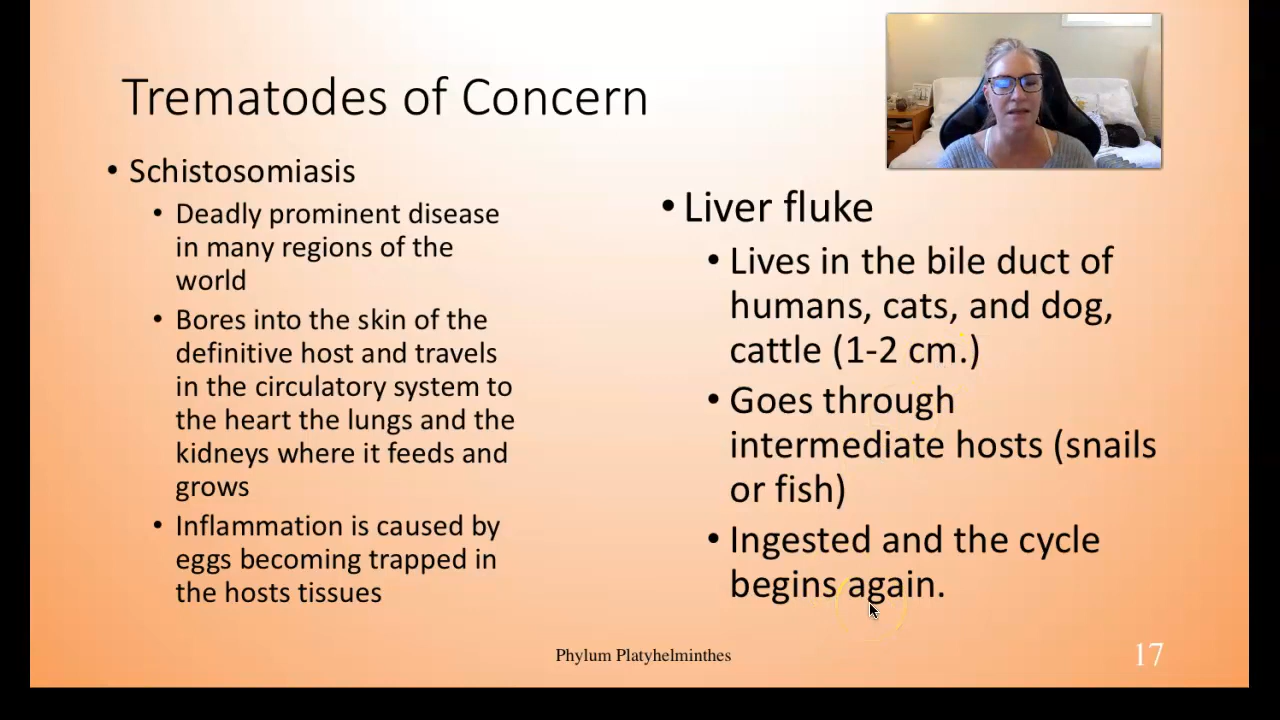 Trematodes of Concern
• Schistosomiasis
• Deadly prominent disease
in many regions of the
world
• Bores into the skin of the
definitive host and travels
in the circulatory system to
the heart the lungs and the
kidneys where it feeds and
grows
• Inflammation is caused by
eggs becoming trapped in
the hosts tissues
• Liver fluke
• Lives in the bile duct of
humans, cats, and dog,
cattle (1-2 cm.)
• Goes through
intermediate hosts (snails
or fish)
• Ingested and the cycle
begins again.
Phylum Platyhelminthes
17